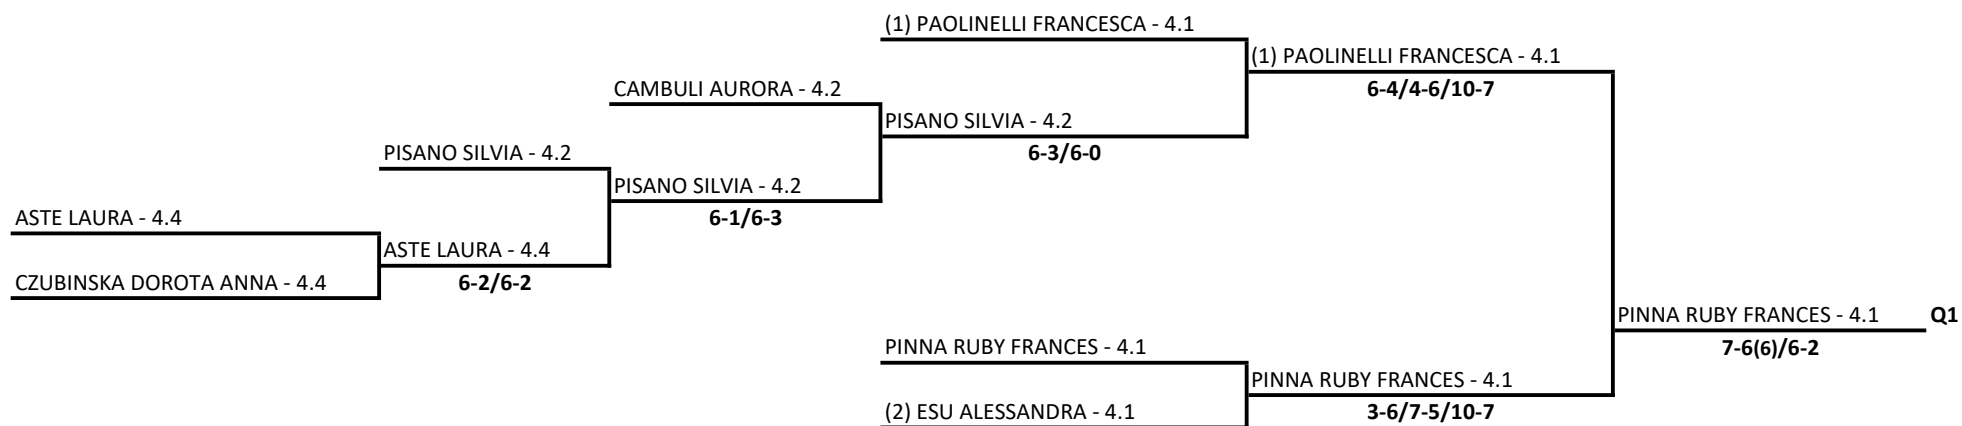 (1) PAOLINELLI FRANCESCA - 4.1
(1) PAOLINELLI FRANCESCA - 4.1
CAMBULI AURORA - 4.2
6-4/4-6/10-7
PISANO SILVIA - 4.2
PISANO SILVIA - 4.2
6-3/6-0
PISANO SILVIA - 4.2
ASTE LAURA - 4.4
6-1/6-3
ASTE LAURA - 4.4
CZUBINSKA DOROTA ANNA - 4.4
6-2/6-2
PINNA RUBY FRANCES - 4.1 Q1
PINNA RUBY FRANCES - 4.1
7-6(6)/6-2
PINNA RUBY FRANCES - 4.1
(2) ESU ALESSANDRA - 4.1
3-6/7-5/10-7